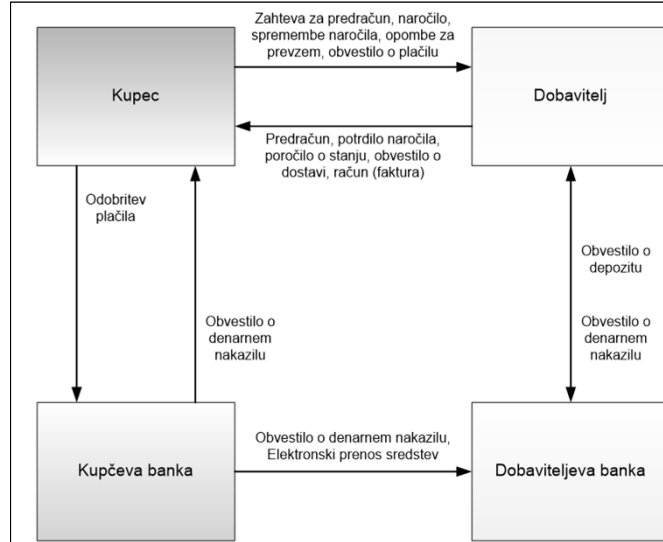 Zahteva za predračun, naročilo,
spremembe naročila, opombe za
prevzem, obvestilo o plačilu
Kupec
Dobavitelj
Predračun, potrdilo naročila,
poročilo o stanju, obvestilo o
dostavi, račun (faktura)
Odobritev
plačila
Obvestilo o
depozitu
Obvestilo o
denarnem
nakazilu
Obvestilo o
denarnem
nakazilu
Kupčeva banka
Obvestilo o denarnem nakazilu,
Elektronski prenos sredstev
Dobaviteljeva banka